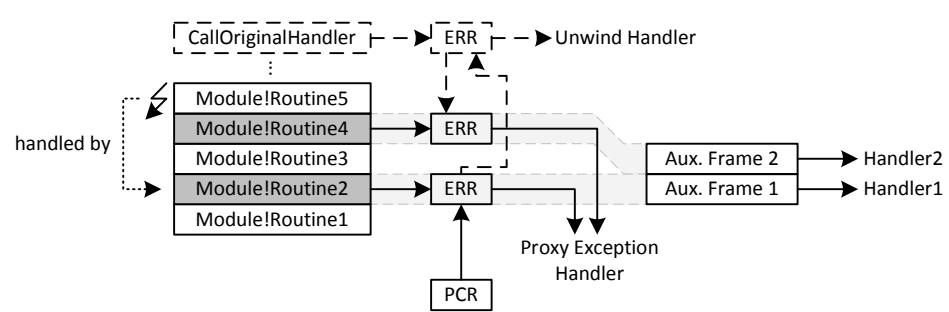 CallOriginalHandler
ERR
Unwind Handler
Module!Routine5
Module!Routine4
ERR
handled by
Module!Routine3
Aux. Frame 2
Handler2
Module!Routine2
ERR
Aux. Frame 1
Handler1
Module!Routine1
Proxy Exception
Handler
PCR